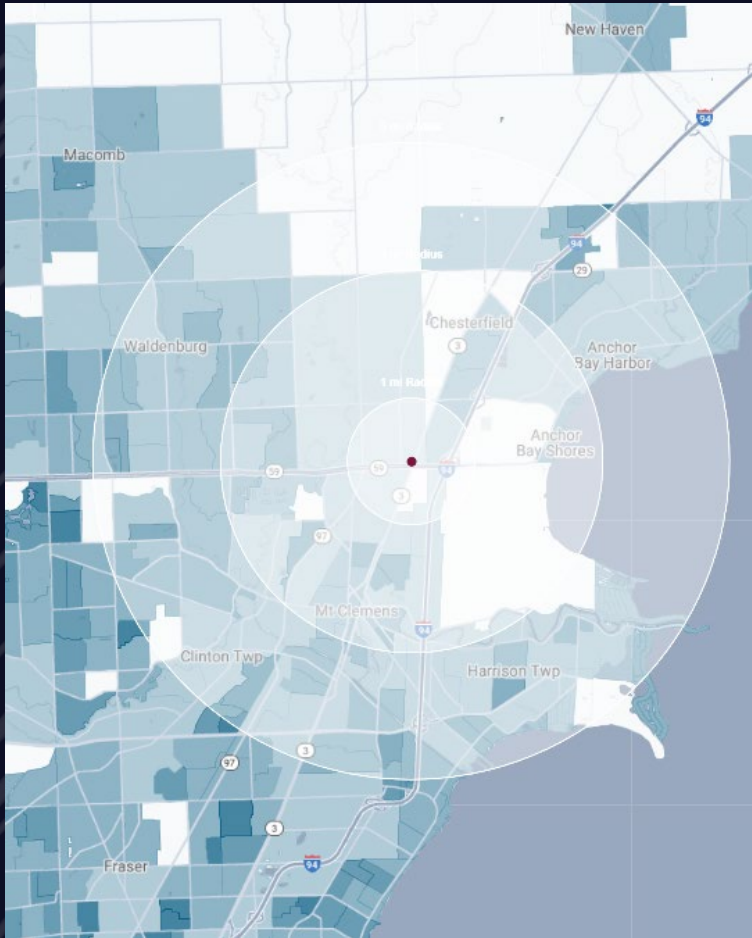 New Haven
94
Macomb
94
29
Chesterfield
Waldenburg
3
Anchor
Bay Harbor
1 mi
Anchor
Bay Shores
59
59
94
3
97
Mt Clemens
94
Clinton Twp
Harrison Twp
3
97
3
Fraser
94